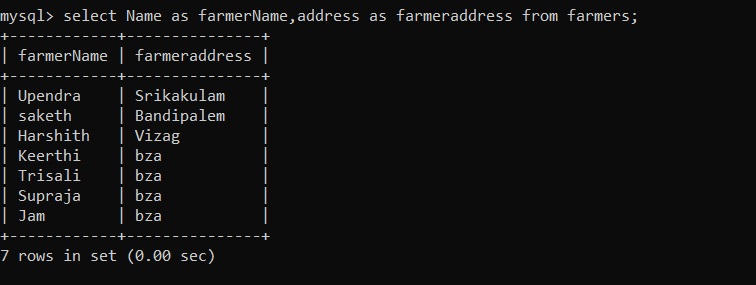 mysql> select Name as farmerName,address as farmeraddress from farmers;
+------------+---------------+
| farmerName | farmeraddress |
+------------+---------------+
| Upendra    | Srikakulam    |
| saketh     | Bandipalem    |
| Harshith   | Vizag         |
| Keerthi    | bza           |
| Trisali    | bza           |
| Supraja    | bza           |
| Jam        | bza           |
+------------+---------------+
7 rows in set (0.00 sec)